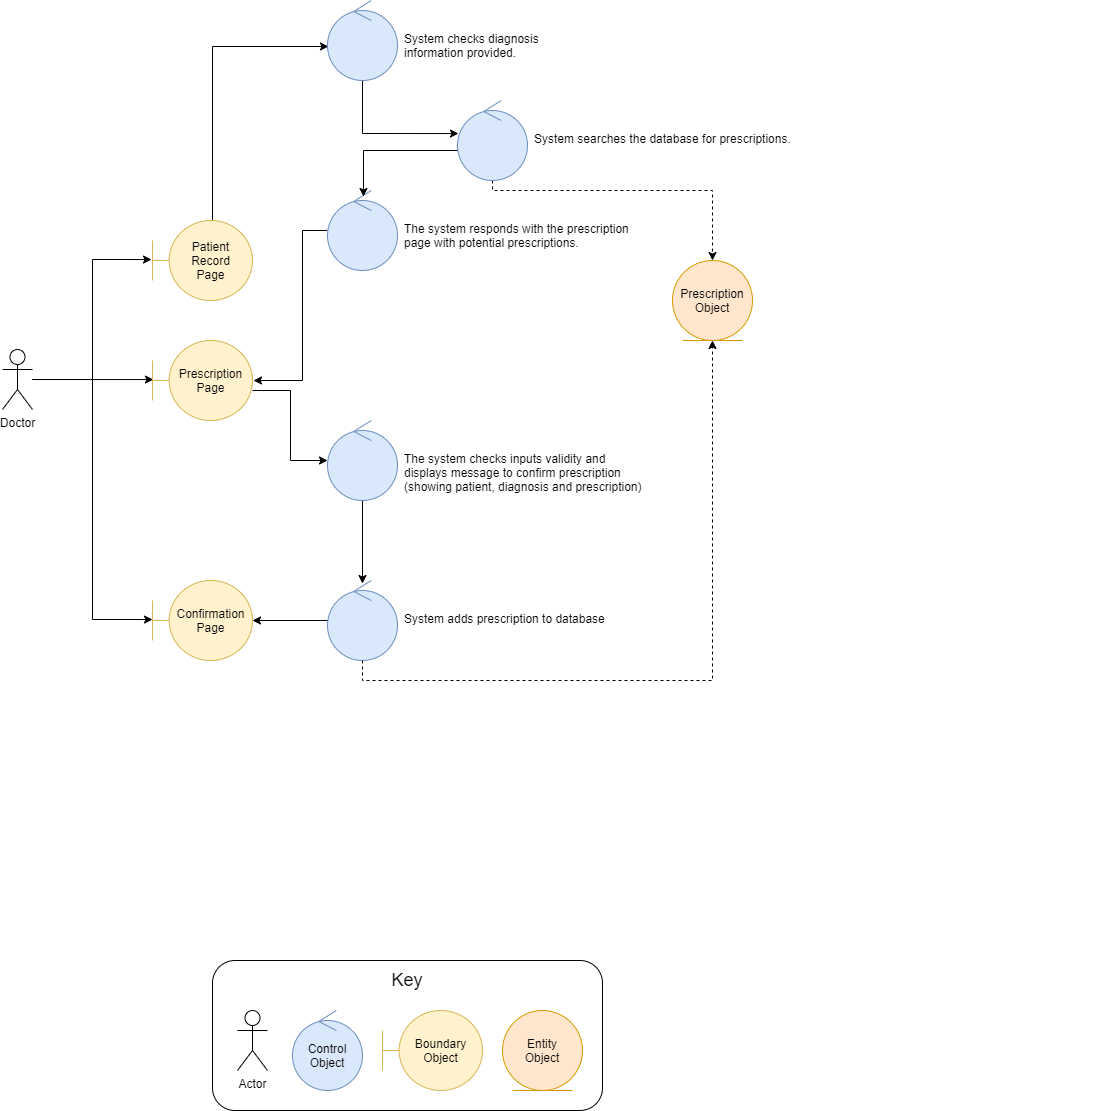 System checks diagnosis
information provided.
System searches the database for prescriptions.
The system responds with the prescription
page with potential prescriptions.
Patient
Record
Page
Prescription
Object
Prescription
Page
Doctor
The system checks inputs validity and
displays message to confirm prescription
(showing patient, diagnosis and prescription)
Confirmation
Page
System adds prescription to database
Key
Actor
Control
Object
Boundary
Object
Entity
Object